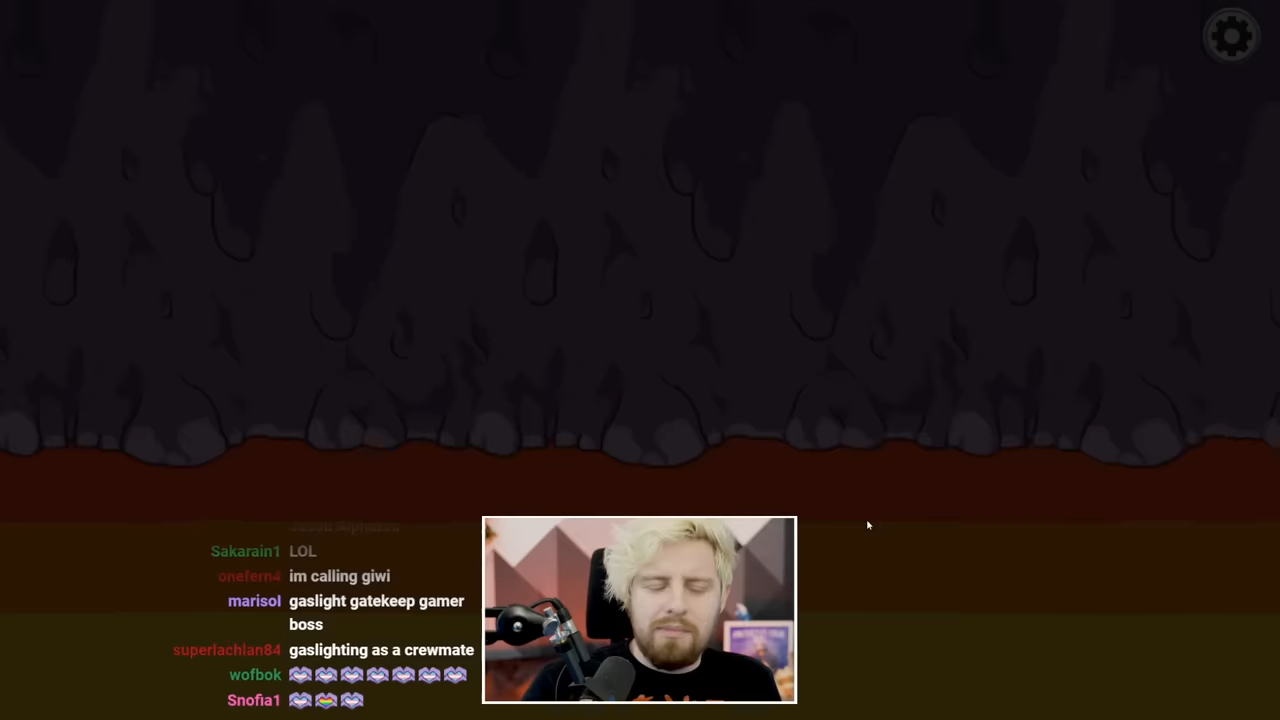 Sakarain1 LOL
onefern4 im calling giwi
marisol gaslight gatekeep gamer
boss
superlachlan84 gaslighting as a crewmate
wofbok
Snofia1